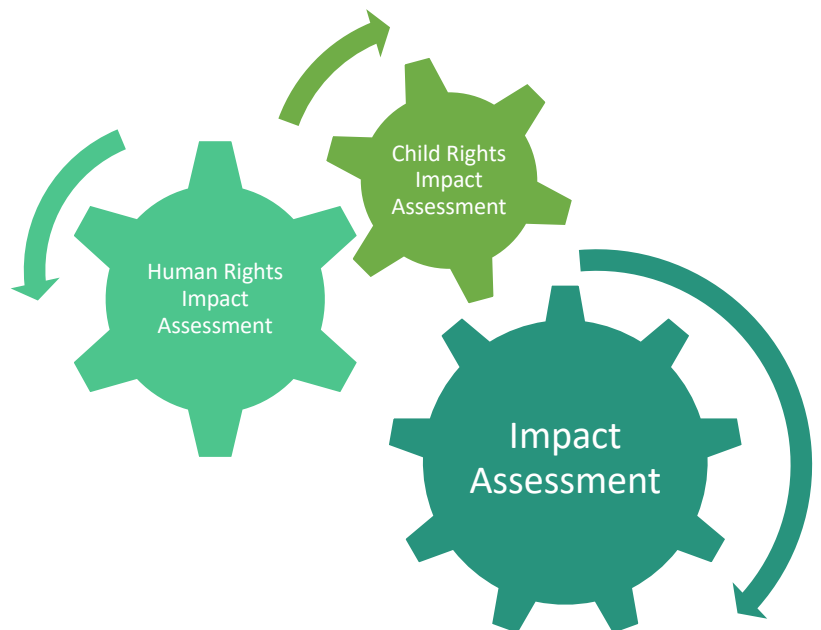 Child Rights
Impact
Assessment
Human Rights
Impact
Assessment
Impact
Assessment